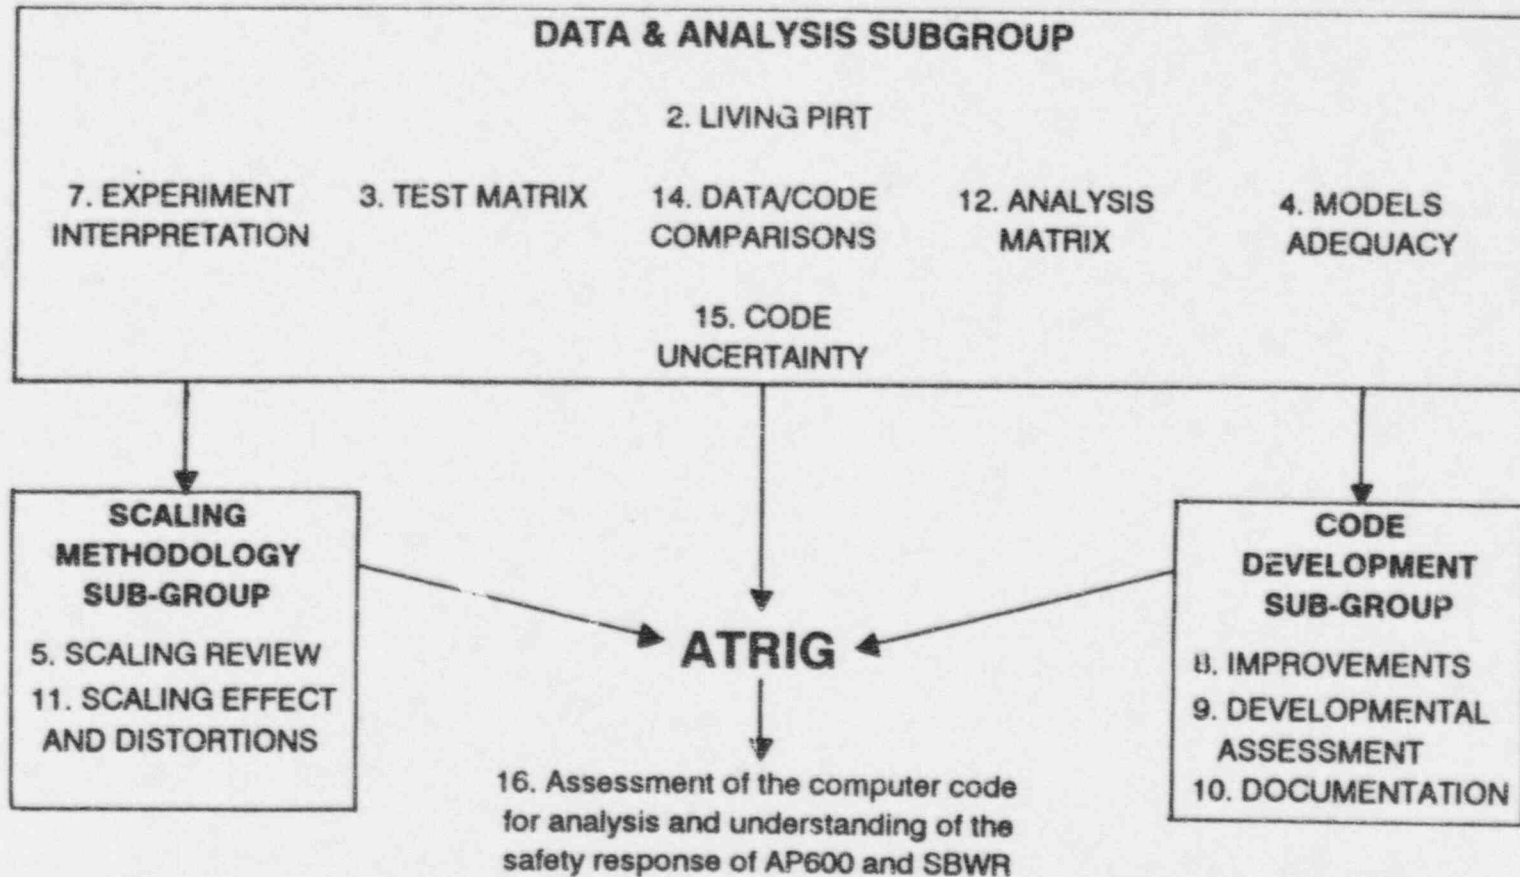 DATA & ANALYSIS SUBGROUP
2. LIVING PIRT
7. EXPERIMENT
INTERPRETATION
3. TEST MATRIX
14. DATA/CODE
COMPARISONS
12. ANALYSIS
MATRIX
4. MODELS
ADEQUACY
15. CODE
UNCERTAINTY
SCALING
METHODOLOGY
SUB-GROUP
5. SCALING REVIEW
11. SCALING EFFECT
AND DISTORTIONS
ATRIG
16. Assessment of the computer code
for analysis and understanding of the
safety response of AP600 and SBWR
CODE
DEVELOPMENT
SUB-GROUP
8. IMPROVEMENTS
9. DEVELOPMENTAL
ASSESSMENT
10. DOCUMENTATION